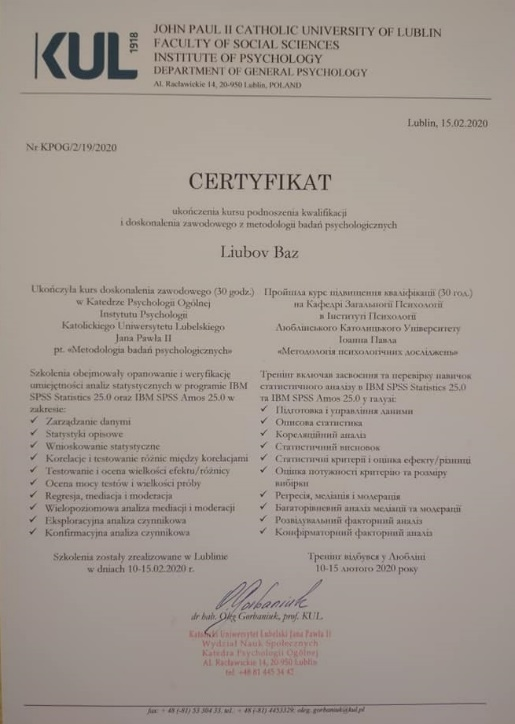 KUL
1918
JOHN PAUL II CATHOLIC UNIVERSITY OF LUBLIN
FACULTY OF SOCIAL SCIENCES
INSTITUTE OF PSYCHOLOGY
DEPARTMENT OF GENERAL PSYCHOLOGY
Al. Racławickie 14, 20-950 Lublin, POLAND
Lublin, 15.02.2020
Nr KPOG/2/19/2020
CERTYFIKAT
ukończenia kursu podnoszenia kwalifikacji
i doskonalenia zawodowego z metodologii badań psychologicznych
Liubov Baz
Ukończyła kurs doskonalenia zawodowego (30 godz.)
w Katedrze Psychologii Ogólnej
Instytutu Psychologii
Katolickiego Uniwersytetu Lubelskiego
Jana Pawła II
pt. «Metodologia badań psychologicznych»
Szkolenia obejmowały opanowanie i weryfikację
umiejętności analiz statystycznych w programie IBM
SPSS Statistics 25.0 oraz IBM SPSS Amos 25.0 w
zakresie:
✓ Zarządzanie danymi
✓ Statystyki opisowe
✓ Wnioskowanie statystyczne
✓ Korelacje i testowanie różnic między korelacjami
✓ Testowanie i ocena wielkości efektu/różnicy
✓ Ocena mocy testów i wielkości próby
✓ Regresja, mediacja i moderacja
✓ Wielopoziomowa analiza mediacji i moderacji
✓ Eksploracyjna analiza czynnikowa
✓ Konfirmacyjna analiza czynnikowa
Szkolenia zostały zrealizowane w Lublinie
w dniach 10-15.02.2020 r.
Пройшла курс підвищення кваліфікації (30 год.)
на Кафедрі Загальної Психології
в Інституті Психології
Люблінського Католицького Університету
Іоанна Павла
«Методологія психологічних досліджень»
Тренінг включав засвоєння та перевірку навичок
статистичного аналізу в IBM SPSS Statistics 25.0
та IBM SPSS Amos 25.0 у галузі:
✓ Підготовка і управління даними
✓ Описова статистика
✓ Кореляційний аналіз
✓ Статистичний висновок
✓ Статистичні критерії і оцінка ефекту/різниці
✓ Оцінка потужності критерію та розміру
вибірки
✓ Регресія, медіація і модерація
✓ Багаторівневий аналіз медіації та модерації
✓ Розвідувальний факторний аналіз
✓ Конфірматорний факторний аналіз
Тренінг відбувся у Любліні
10-15 лютого 2020 року
O. Gorbaniuk
dr hab. Oleg Gorbaniuk, prof. KUL
Katolicki Uniwersytet Lubelski Jana Pawła II
Wydział Nauk Społecznych
Katedra Psychologii Ogólnej
Al. Racławickie 14, 20-950 Lublin
tel. +48 81 445 34 42
fax: + 48 (-81) 53 304 33, tel.: + 48 (-81) 4453329; oleg.gorbaniuk@kul.pl